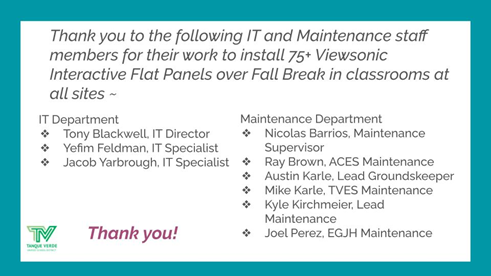 Thank you to the following IT and Maintenance staff
members for their work to install 75+ Viewsonic
Interactive Flat Panels over Fall Break in classrooms at
all sites ~
IT Department
❖ Tony Blackwell, IT Director
❖ Yefim Feldman, IT Specialist
❖ Jacob Yarbrough, IT Specialist
Maintenance Department
❖ Nicolas Barrios, Maintenance
Supervisor
❖ Ray Brown, ACES Maintenance
❖ Austin Karle, Lead Groundskeeper
❖ Mike Karle, TVES Maintenance
❖ Kyle Kirchmeier, Lead
Maintenance
❖ Joel Perez, EGJH Maintenance
TV
TANQUE VERDE
Thank you!